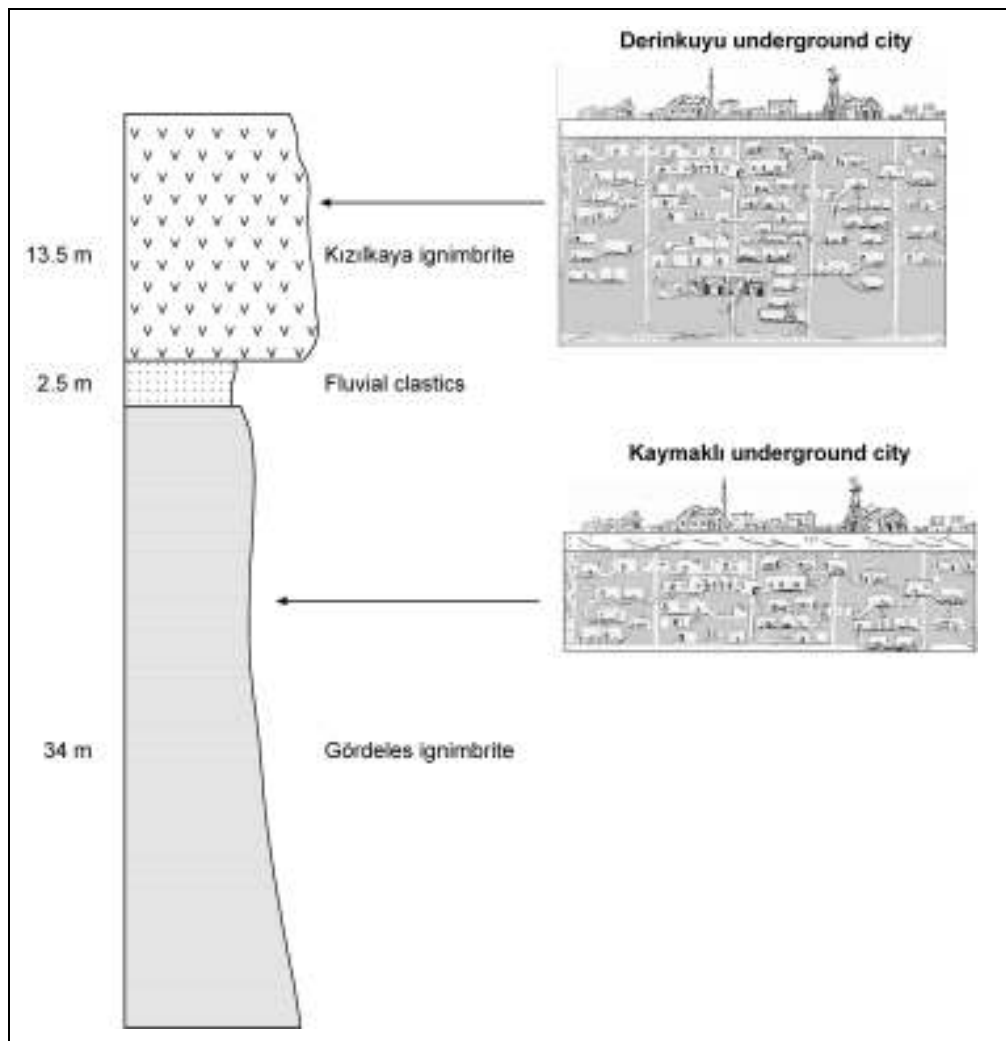 Derinkuyu underground city
13.5 m
Kızılkaya ignimbrite
2.5 m
Fluvial clastics
Kaymaklı underground city
34 m
Gördeles ignimbrite